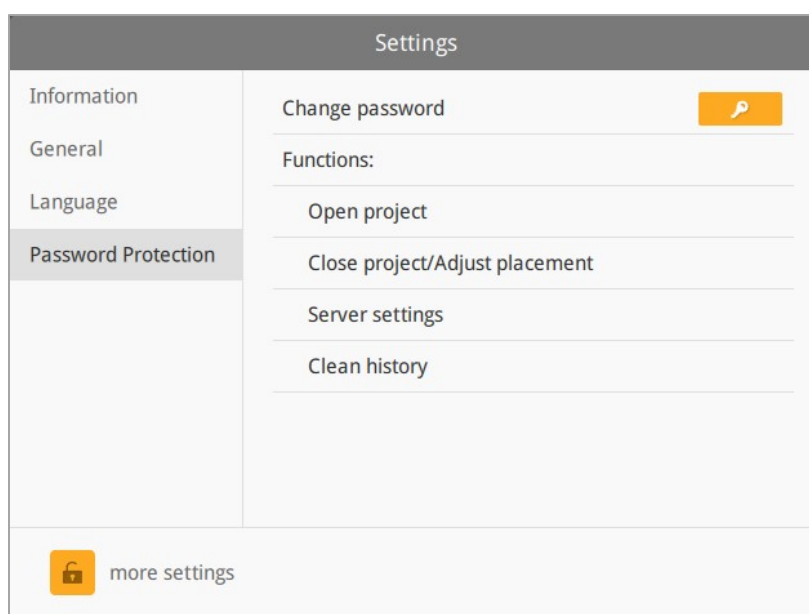 Settings
Information
General
Language
Password Protection
Change password
Functions:
Open project
Close project/Adjust placement
Server settings
Clean history
more settings